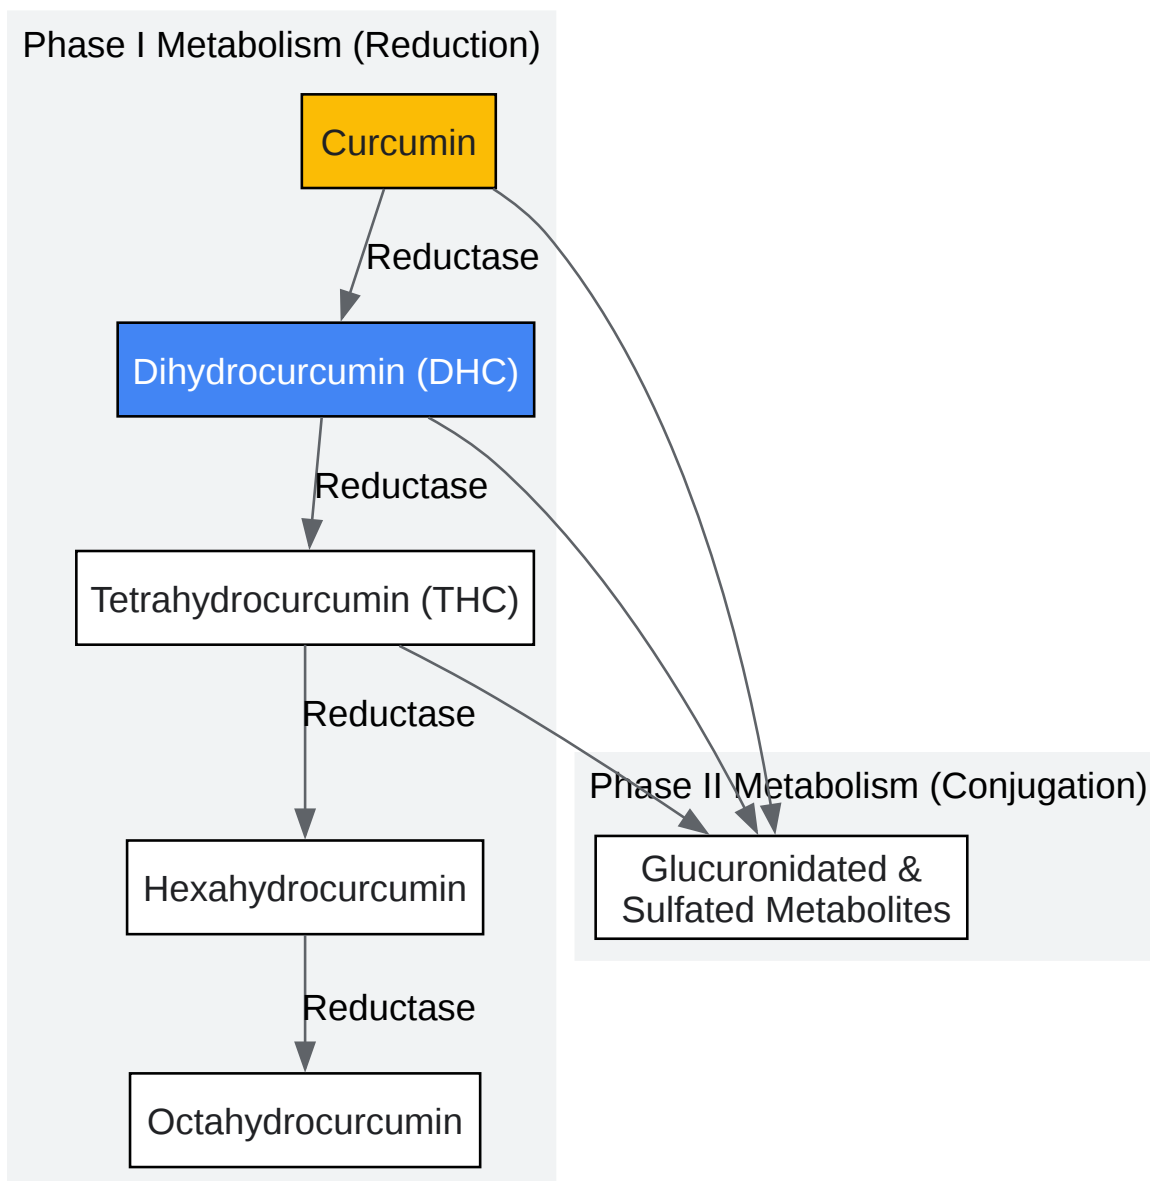 Phase I Metabolism (Reduction)
Curcumin
Reductase
Dihydrocurcumin (DHC)
Reductase
Tetrahydrocurcumin (THC)
Reductase
Phase II Metabolism (Conjugation)
Hexahydrocurcumin
Glucuronidated &
Sulfated Metabolites
Reductase
Octahydrocurcumin